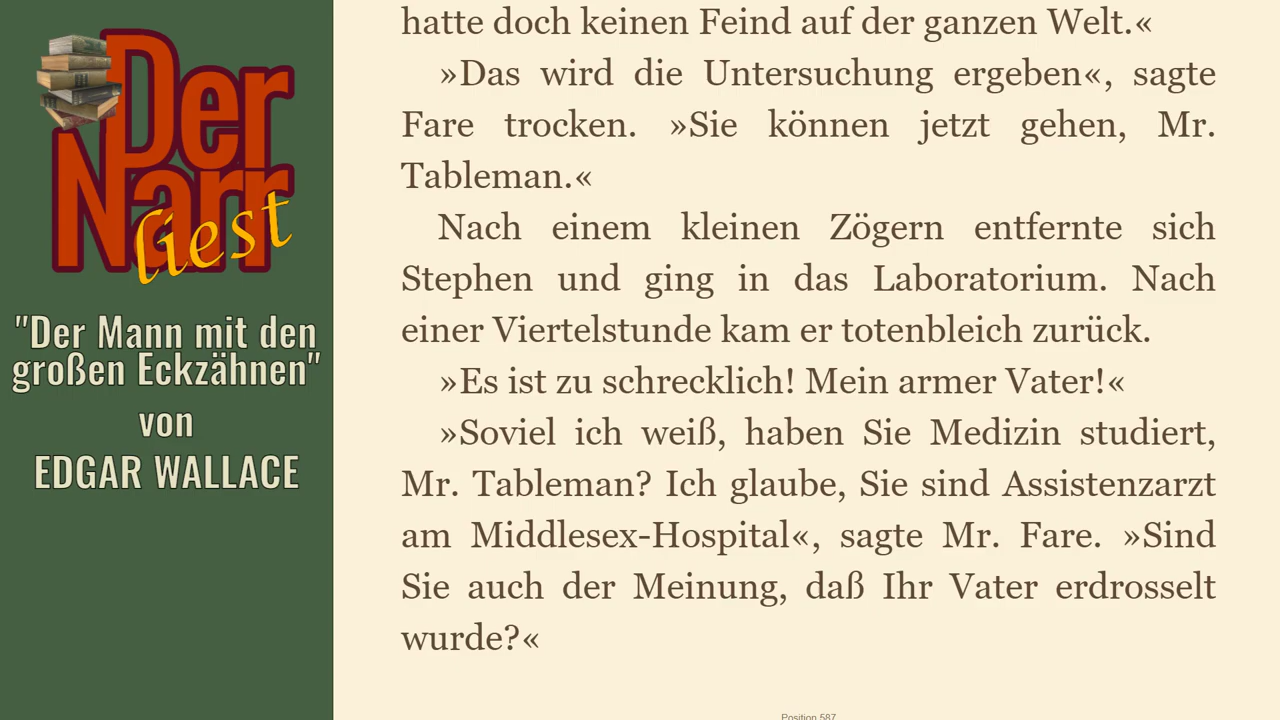 Der
Narr
liest
"Der Mann mit den
großen Eckzähnen"
von
EDGAR WALLACE
hatte doch keinen Feind auf der ganzen Welt.«
»Das wird die Untersuchung ergeben«, sagte
Fare trocken. »Sie können jetzt gehen, Mr.
Tableman.«
Nach einem kleinen Zögern entfernte sich
Stephen und ging in das Laboratorium. Nach
einer Viertelstunde kam er totenbleich zurück.
»Es ist zu schrecklich! Mein armer Vater!«
»Soviel ich weiß, haben Sie Medizin studiert,
Mr. Tableman? Ich glaube, Sie sind Assistenzarzt
am Middlesex-Hospital«, sagte Mr. Fare. »Sind
Sie auch der Meinung, daß Ihr Vater erdrosselt
wurde?«
Position 587